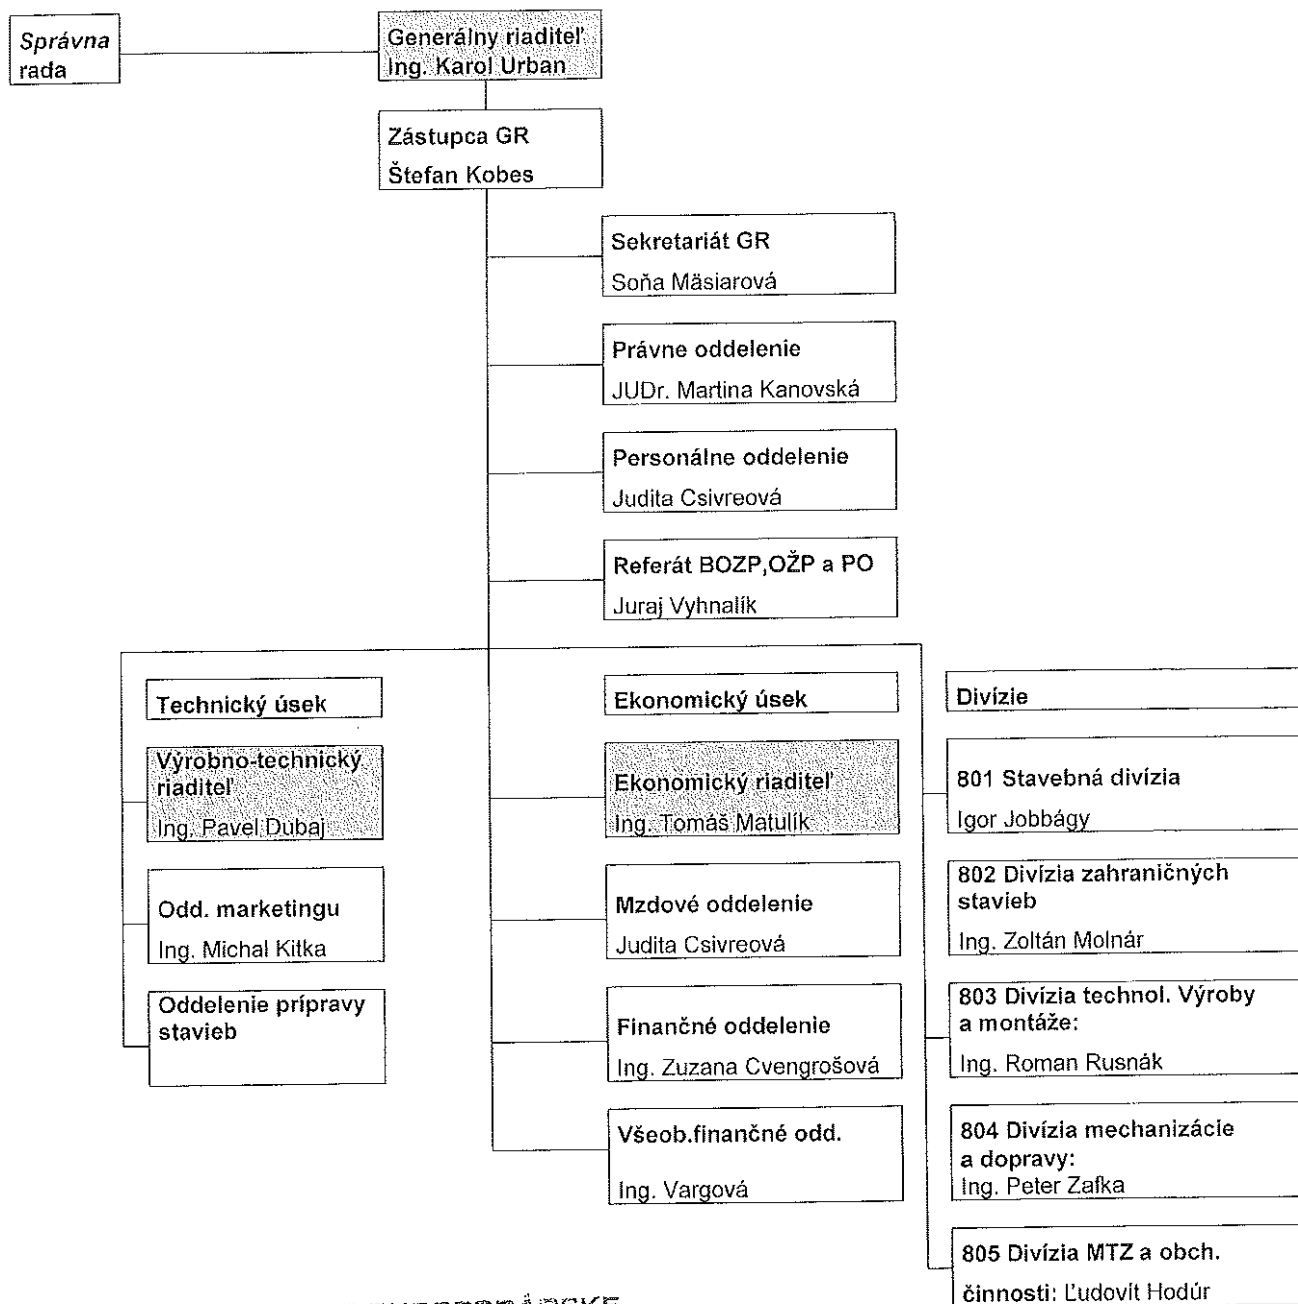 Správna
rada
Generálny riaditeľ
Ing. Karol Urban
Zástupca GR
Štefan Kobes
Sekretariát GR
Soňa Mäsiarová
Právne oddelenie
JUDr. Martina Kanovská
Personálne oddelenie
Judita Csivreová
Referát BOZP,OŽP a PO
Juraj Vyhnalík
Technický úsek
Výrobno-technický
riaditeľ
Ing. Pavel Dubaj
Odd. marketingu
Ing. Michal Kitka
Oddelenie prípravy
stavieb
Ekonomický úsek
Ekonomický riaditeľ
Ing. Tomáš Matulík
Mzdové oddelenie
Judita Csivreová
Finančné oddelenie
Ing. Zuzana Cvengrošová
Všeob.finančné odd.
Ing. Vargová
Divízie
801 Stavebná divízia
Igor Jobbágy
802 Divízia zahraničných
stavieb
Ing. Zoltán Molnár
803 Divízia technol. Výroby
a montáže:
Ing. Roman Rusnák
804 Divízia mechanizácie
a dopravy:
Ing. Peter Zaťka
805 Divízia MTZ a obch.
činnosti: Ľudovít Hodúr